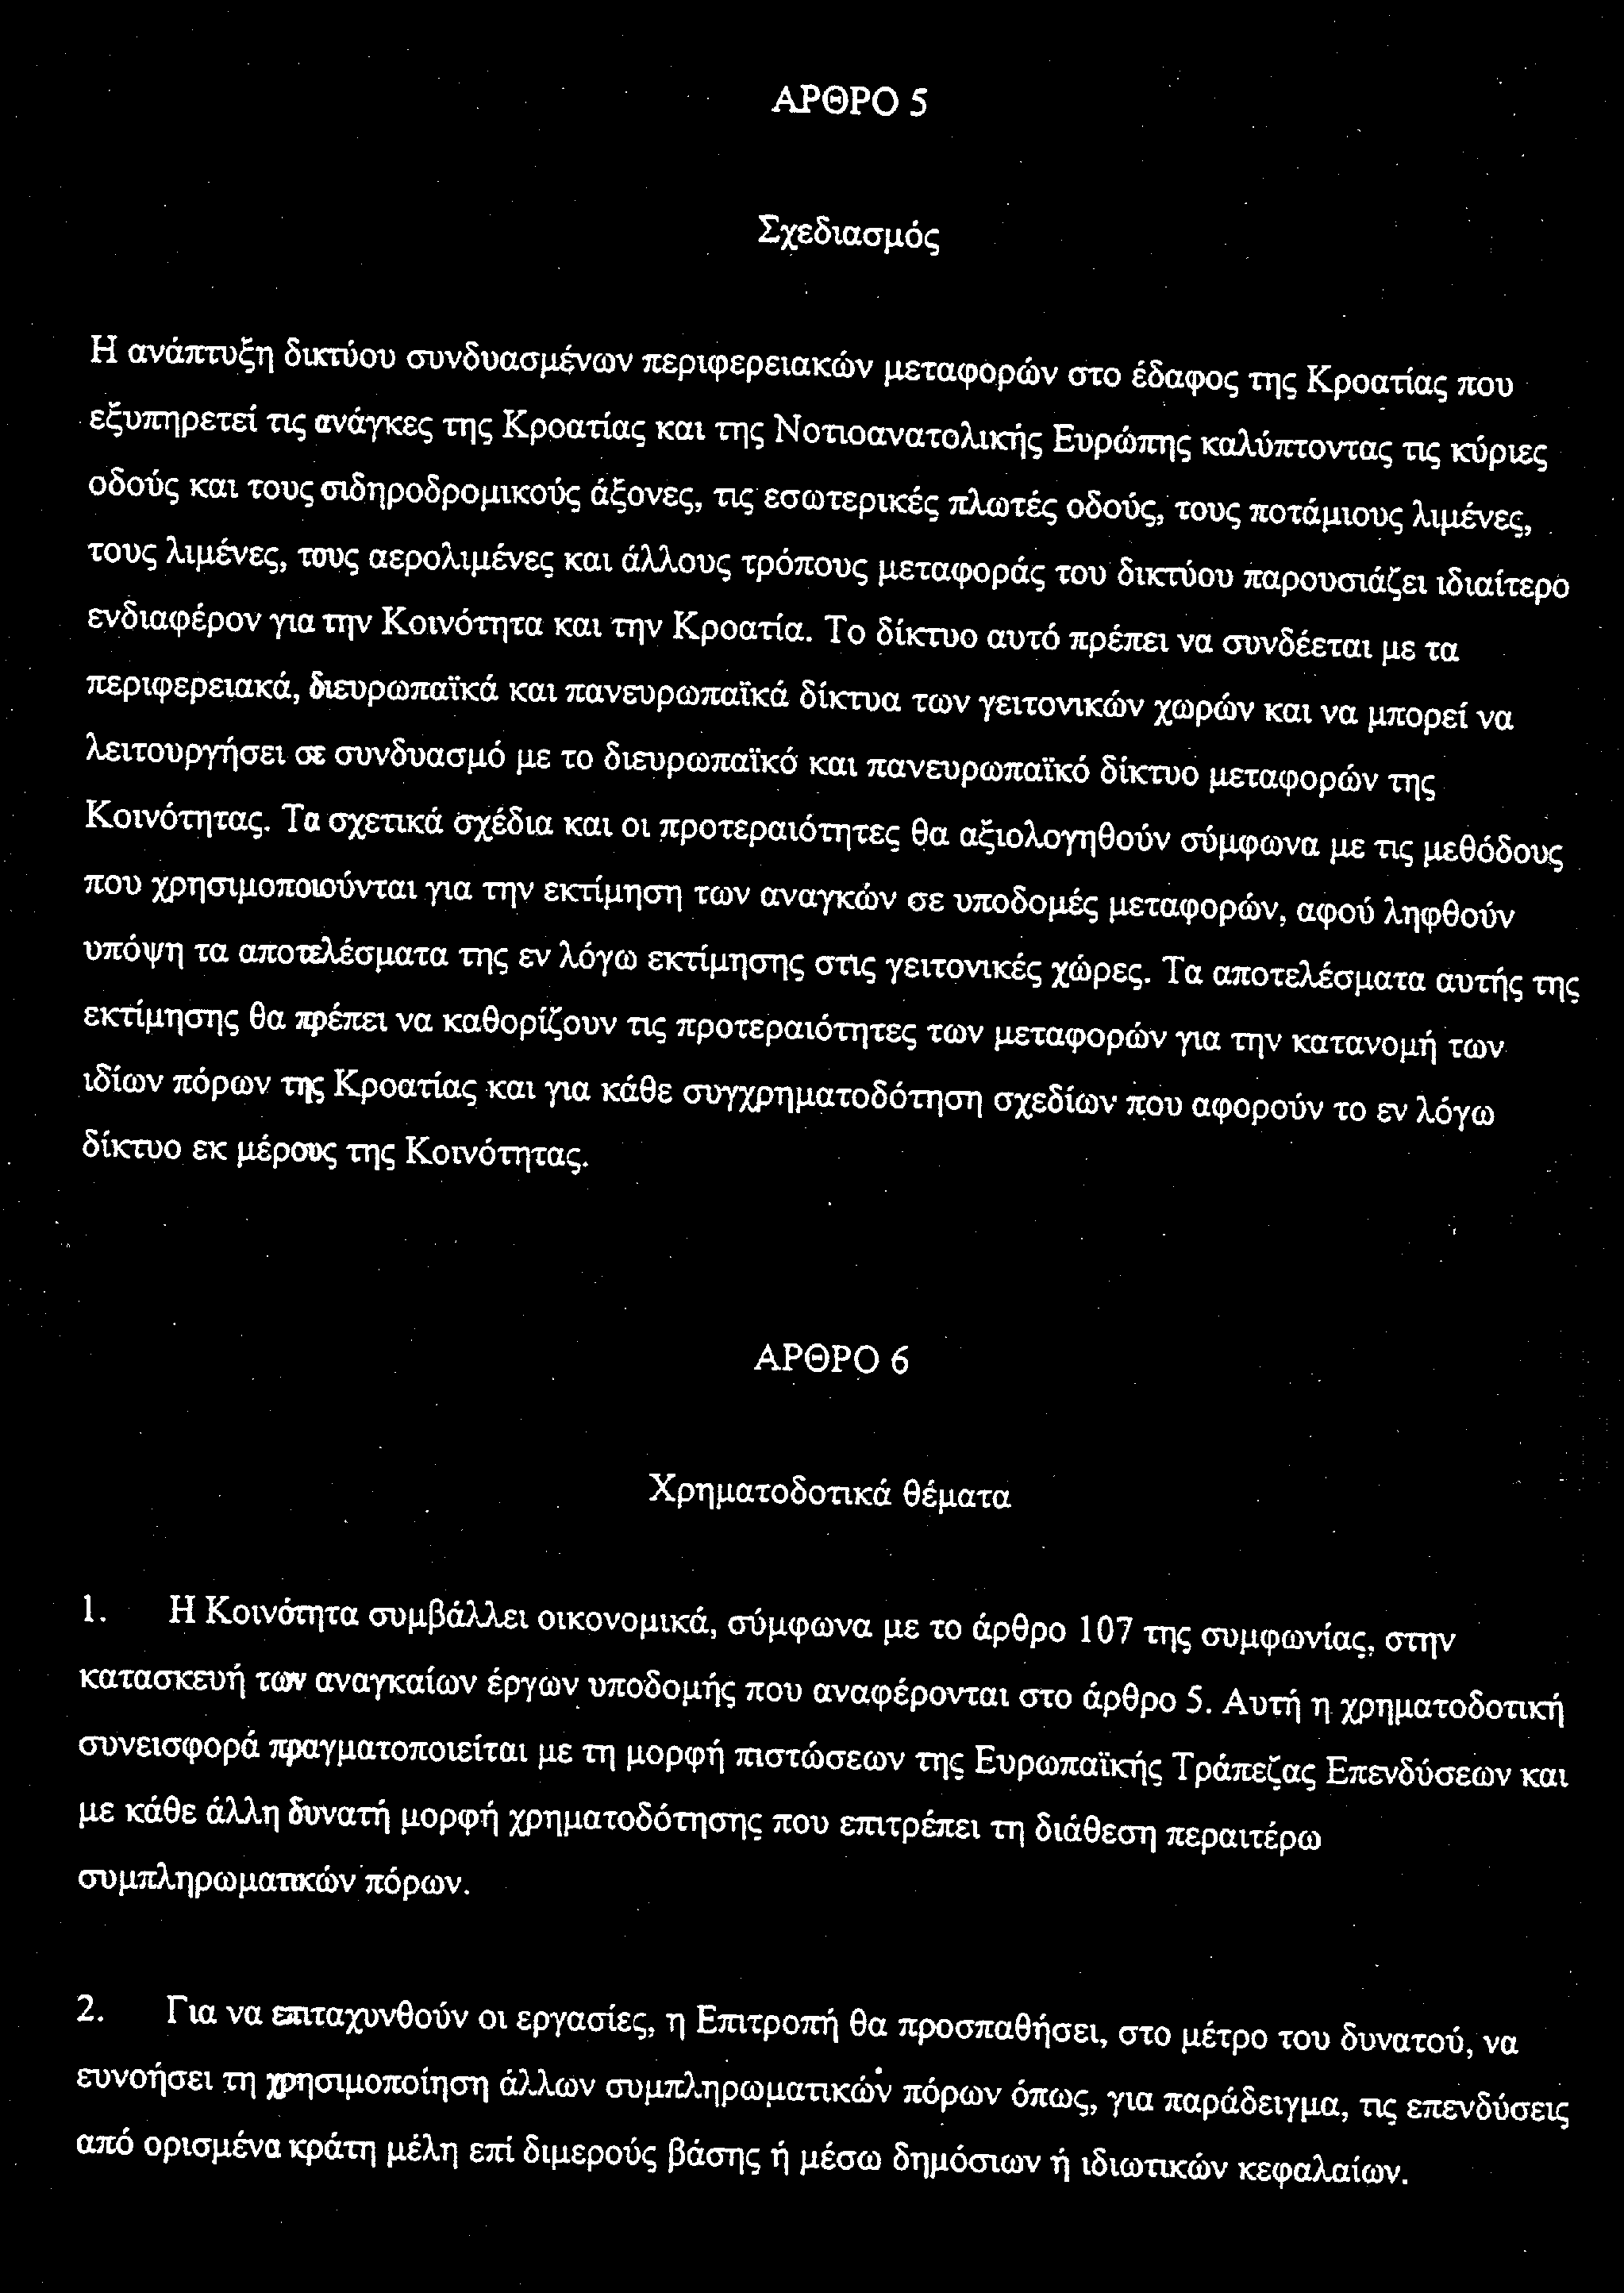 ΑΡΘΡΟ 5
Σχεδιασμός
Η ανάπτυξη δικτύου συνδυασμένων περιφερειακών μεταφορών στο έδαφος της Κροατίας που
εξυπηρετεί τις ανάγκες της Κροατίας και της Νοτιοανατολικής Ευρώπης καλύπτοντας τις κύριες
οδούς και τους σιδηροδρομικούς άξονες, τις εσωτερικές πλωτές οδούς, τους ποτάμιους λιμένες,
τους λιμένες, τους αερολιμένες και άλλους τρόπους μεταφοράς του δικτύου παρουσιάζει ιδιαίτερο
ενδιαφέρον για την Κοινότητα και την Κροατία. Το δίκτυο αυτό πρέπει να συνδέεται με τα
περιφερειακά, διευρωπαϊκά και πανευρωπαϊκά δίκτυα των γειτονικών χωρών και να μπορεί να
λειτουργήσει σε συνδυασμό με το διευρωπαϊκό και πανευρωπαϊκό δίκτυο μεταφορών της
Κοινότητας. Τα σχετικά σχέδια και οι προτεραιότητες θα αξιολογηθούν σύμφωνα με τις μεθόδους
που χρησιμοποιούνται για την εκτίμηση των αναγκών σε υποδομές μεταφορών, αφού ληφθούν
υπόψη τα αποτελέσματα της εν λόγω εκτίμησης στις γειτονικές χώρες. Τα αποτελέσματα αυτής της
εκτίμησης θα πρέπει να καθορίζουν τις προτεραιότητες των μεταφορών για την κατανομή των
ιδίων πόρων της Κροατίας και για κάθε συγχρηματοδότηση σχεδίων που αφορούν το εν λόγω
δίκτυο εκ μέρους της Κοινότητας.
ΑΡΘΡΟ 6
Χρηματοδοτικά θέματα
1. Η Κοινότητα συμβάλλει οικονομικά, σύμφωνα με το άρθρο 107 της συμφωνίας, στην
κατασκευή των αναγκαίων έργων υποδομής που αναφέρονται στο άρθρο 5. Αυτή η χρηματοδοτική
συνεισφορά πραγματοποιείται με τη μορφή πιστώσεων της Ευρωπαϊκής Τράπεζας Επενδύσεων και
με κάθε άλλη δυνατή μορφή χρηματοδότησης που επιτρέπει τη διάθεση περαιτέρω
συμπληρωματικών πόρων.
2. Για να επιταχυνθούν οι εργασίες, η Επιτροπή θα προσπαθήσει, στο μέτρο του δυνατού, να
ευνοήσει τη χρησιμοποίηση άλλων συμπληρωματικών πόρων όπως, για παράδειγμα, τις επενδύσεις
από ορισμένα κράτη μέλη επί διμερούς βάσης ή μέσω δημόσιων ή ιδιωτικών κεφαλαίων.